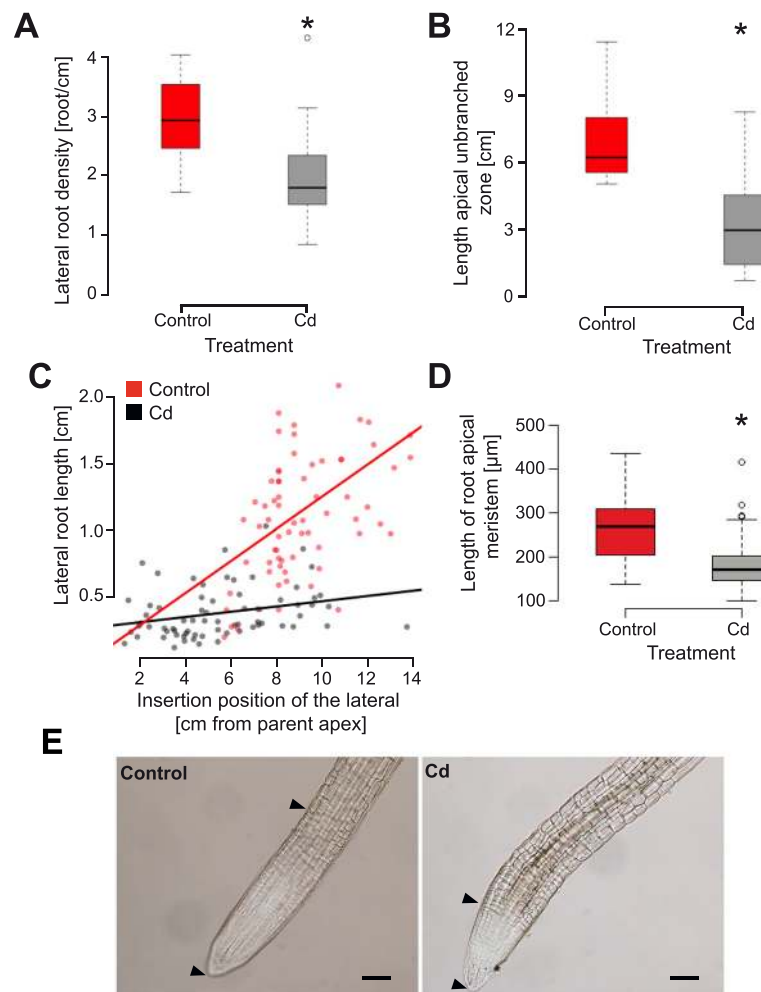 A
*
Lateral root density [root/cm]
4
3
2
1
0
Control
Cd
Treatment
B
*
Length apical unbranched
zone [cm]
12
9
6
3
0
Control
Cd
Treatment
C
Control
Cd
Lateral root length [cm]
2.0
1.5
1.0
0.5
2 4 6 8 10 12 14
Insertion position of the lateral
[cm from parent apex]
D
*
Length of root apical
meristem [µm]
500
400
300
200
100
Control
Cd
Treatment
E
Control
Cd